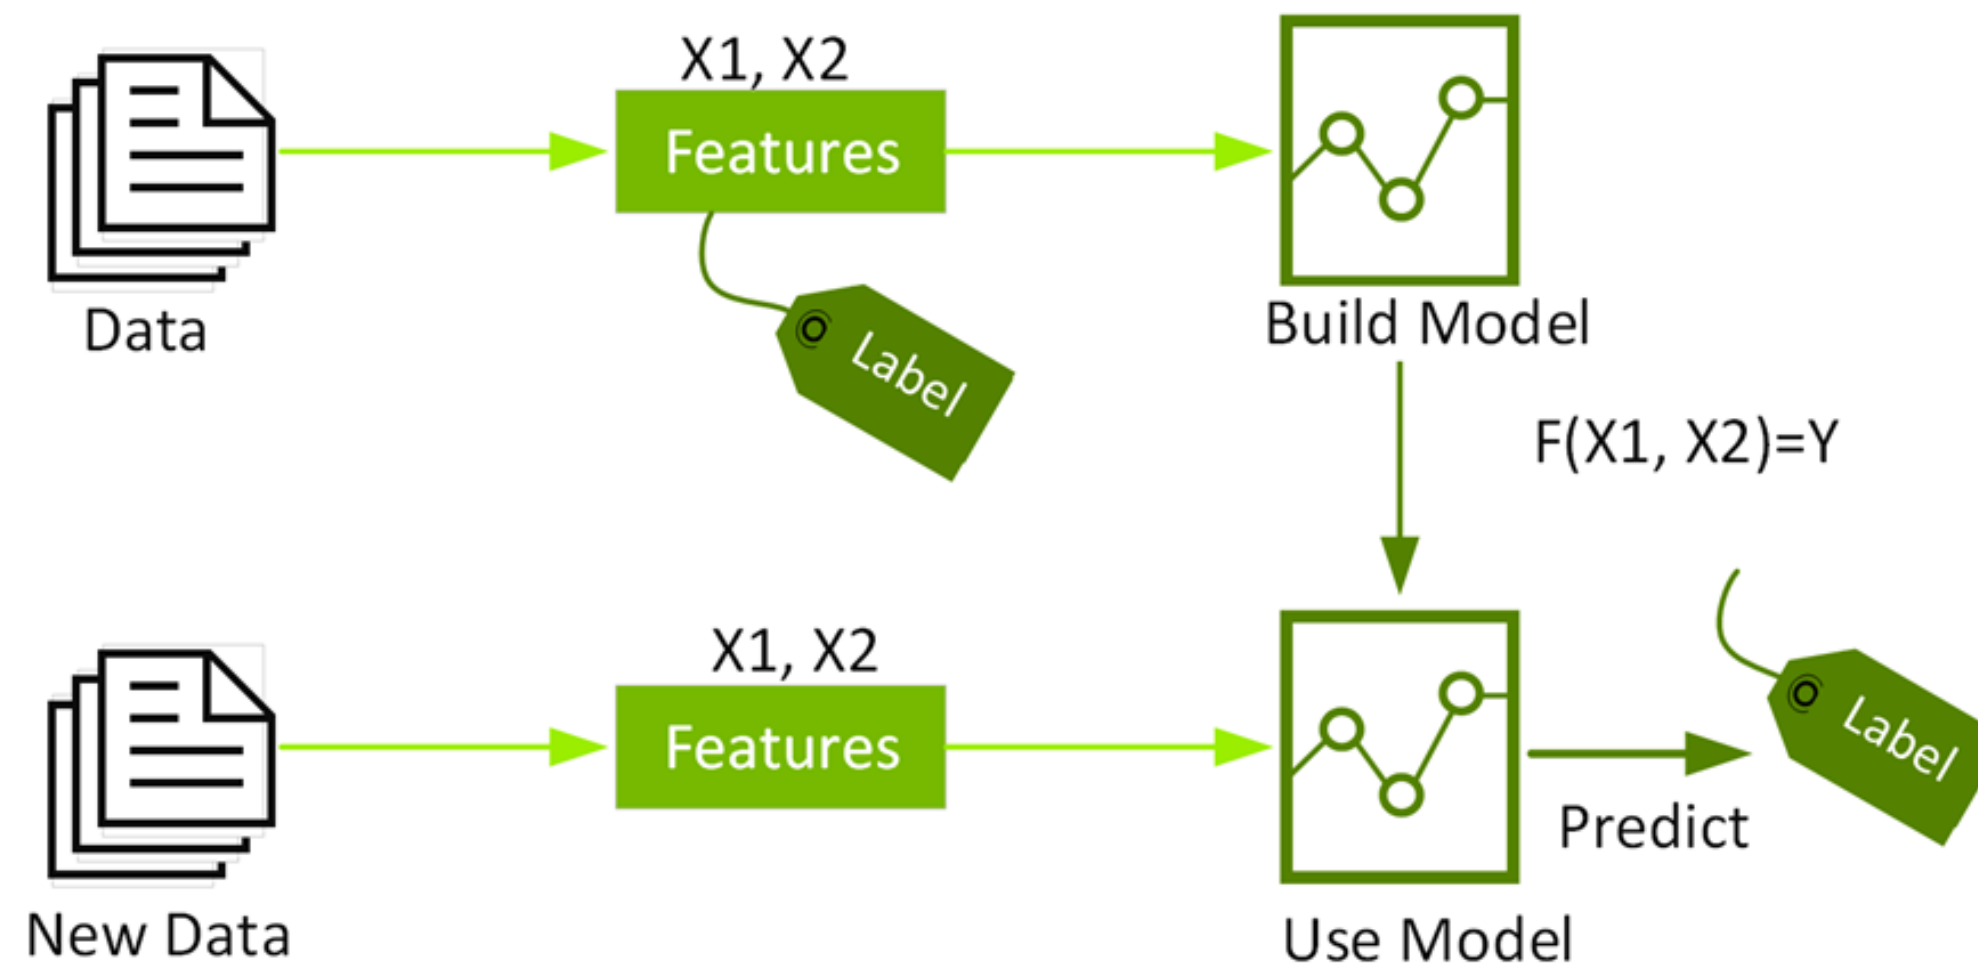 X1, X2
Features
Label
Data
Build Model
F(X1, X2)=Y
X1, X2
Features
Label
Predict
New Data
Use Model